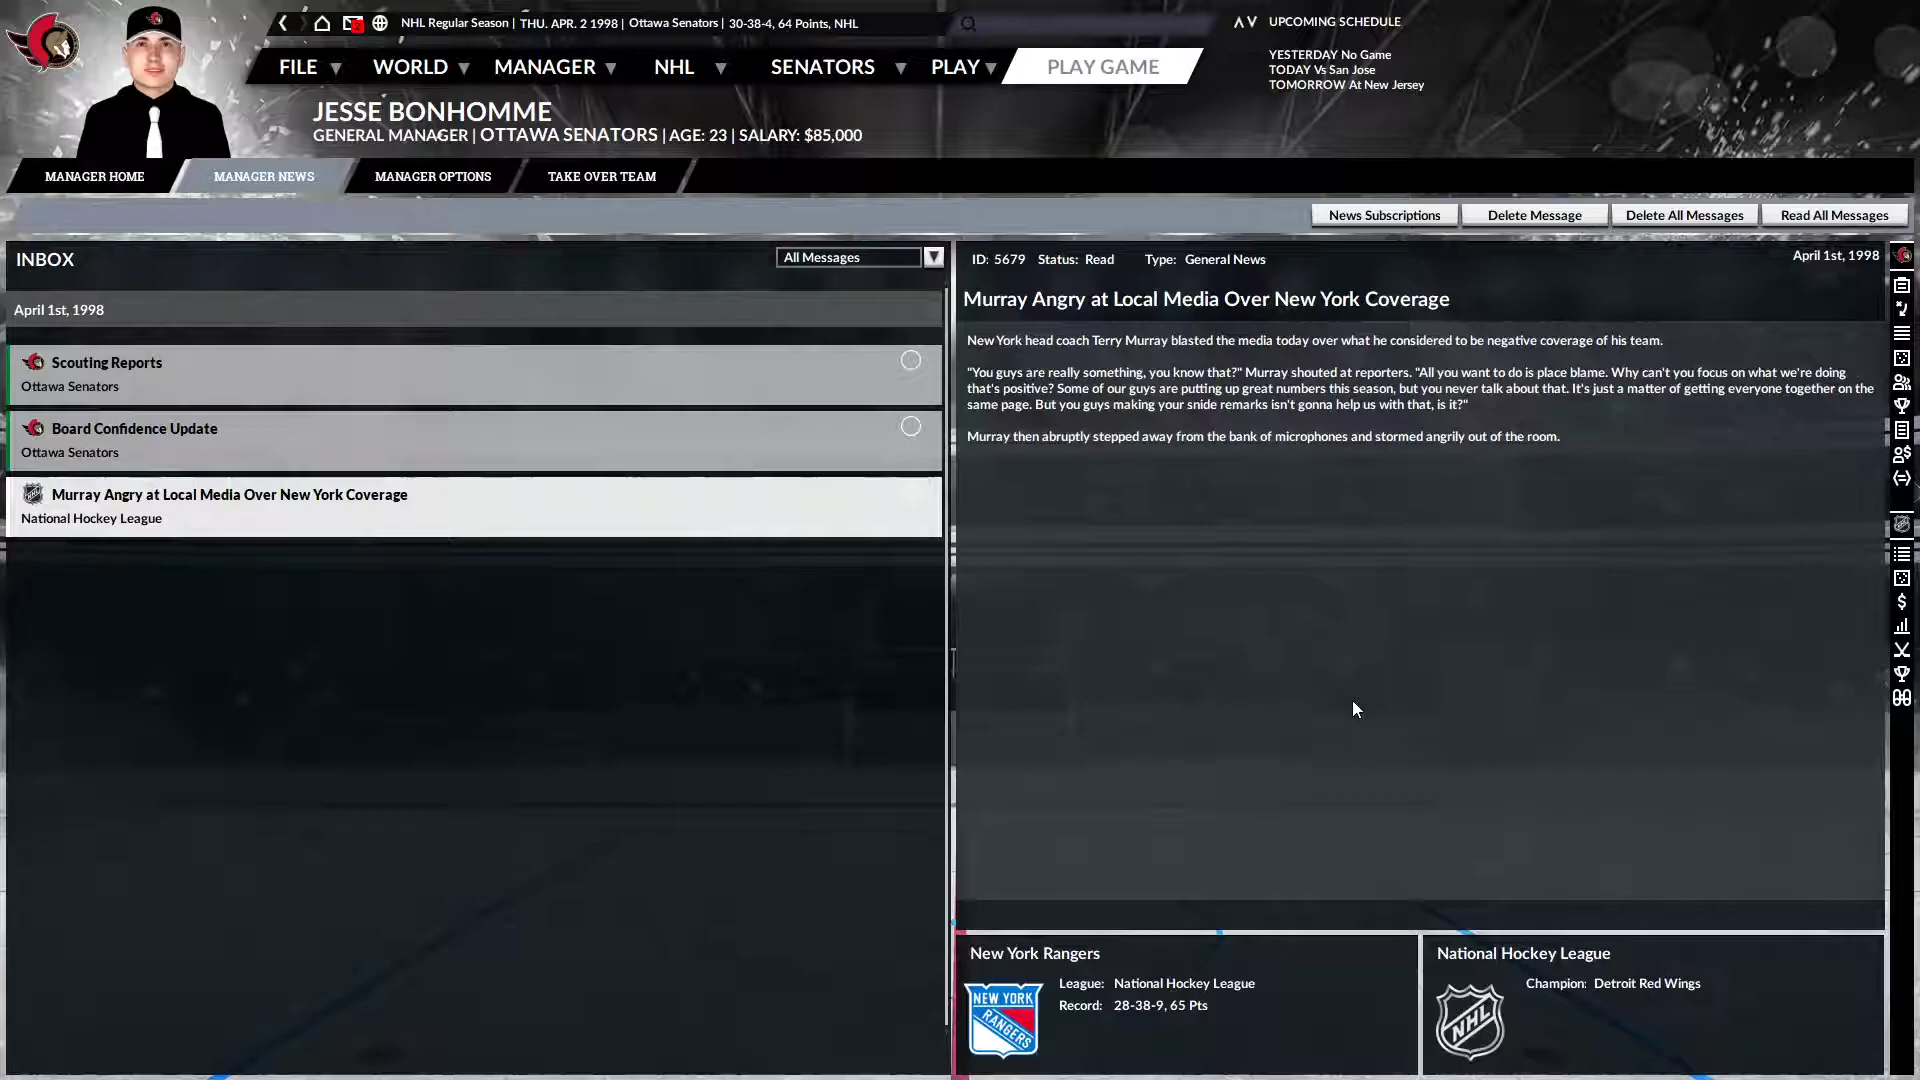 NHL Regular Season | THU. APR. 2 1998 | Ottawa Senators | 30-38-4, 64 Points, NHL
UPCOMING SCHEDULE
YESTERDAY No Game
TODAY Vs San Jose
TOMORROW At New Jersey
FILE WORLD MANAGER NHL SENATORS PLAY PLAY GAME
JESSE BONHOMME
GENERAL MANAGER | OTTAWA SENATORS | AGE: 23 | SALARY: $85,000
MANAGER HOME MANAGER NEWS MANAGER OPTIONS TAKE OVER TEAM
News Subscriptions Delete Message Delete All Messages Read All Messages
INBOX All Messages
April 1st, 1998
Scouting Reports
Ottawa Senators
Board Confidence Update
Ottawa Senators
Murray Angry at Local Media Over New York Coverage
National Hockey League
ID: 5679 Status: Read Type: General News April 1st, 1998
Murray Angry at Local Media Over New York Coverage
New York head coach Terry Murray blasted the media today over what he considered to be negative coverage of his team.
"You guys are really something, you know that?" Murray shouted at reporters. "All you want to do is place blame. Why can't you focus on what we're doing
that's positive? Some of our guys are putting up great numbers this season, but you never talk about that. It's just a matter of getting everyone together on the
same page. But you guys making your snide remarks isn't gonna help us with that, is it?"
Murray then abruptly stepped away from the bank of microphones and stormed angrily out of the room.
New York Rangers
NEW YORK
RANGERS
League: National Hockey League
Record: 28-38-9, 65 Pts
National Hockey League
NHL
Champion: Detroit Red Wings